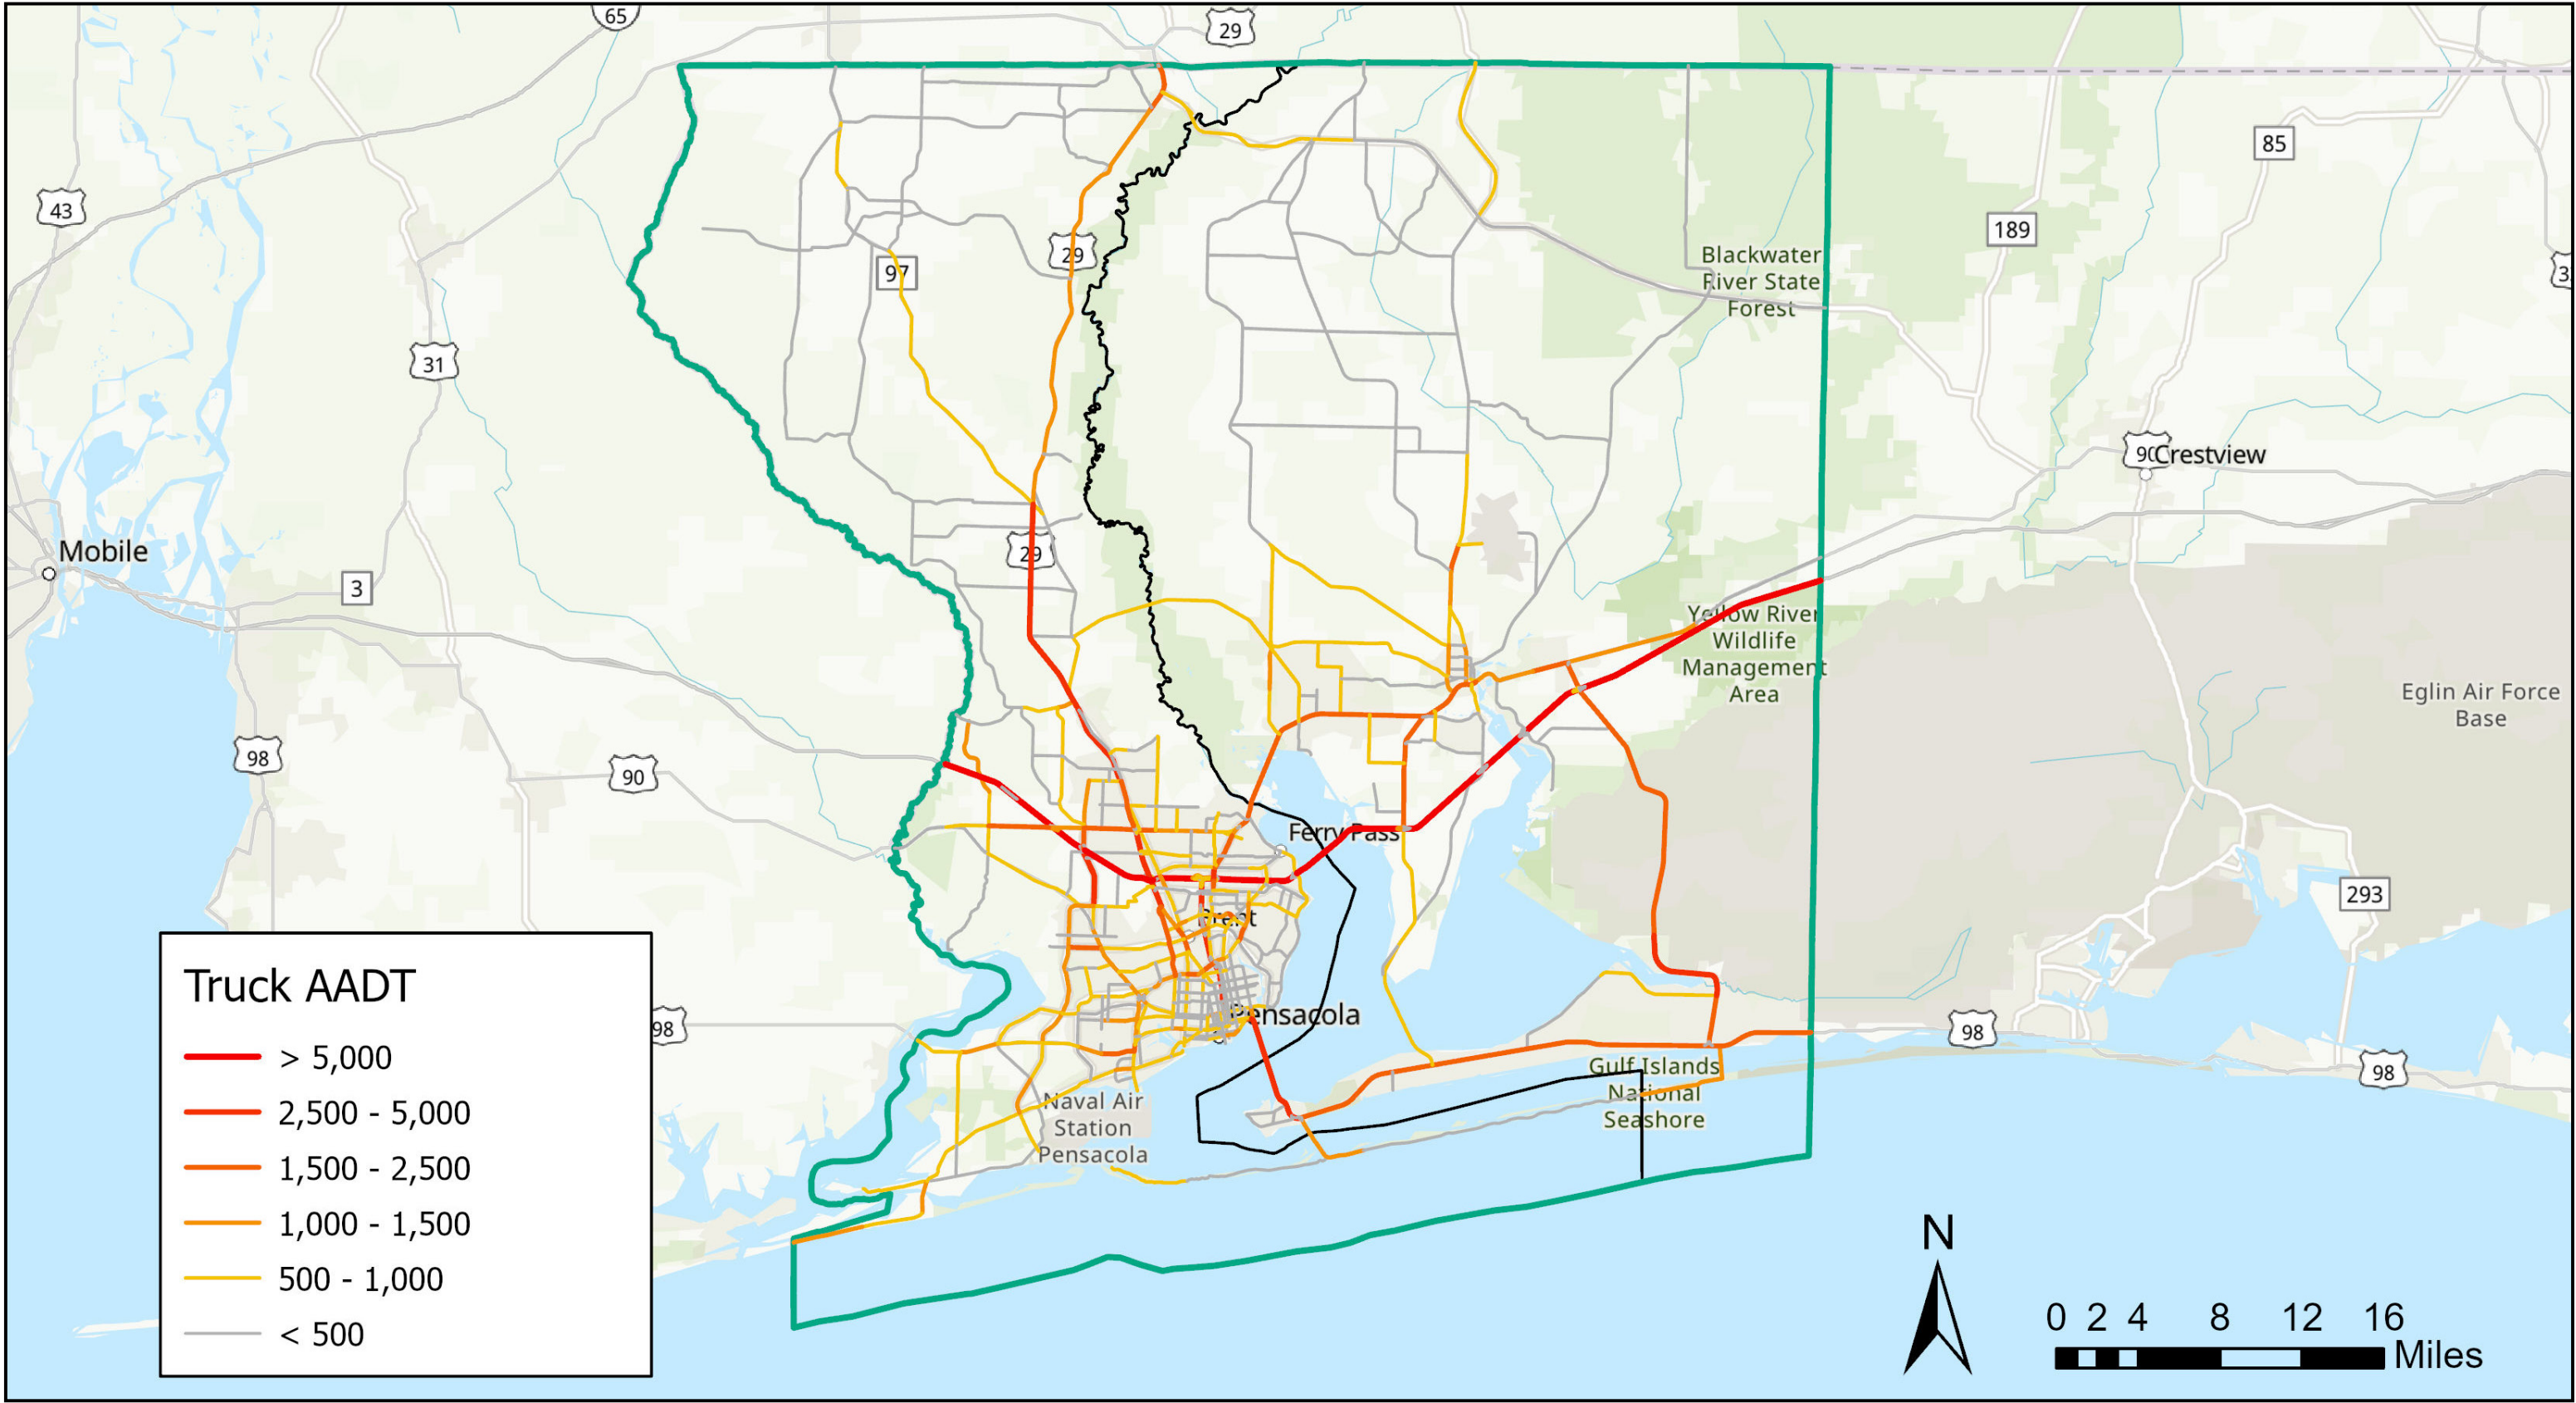 65
29
85
43
189
Blackwater
River State
Forest
29
97
31
90
Crestview
Mobile
29
3
Yellow River
Wildlife
Management
Area
Eglin Air Force
Base
98
90
Ferry Pass
293
Brent
Pensacola
98
98
98
Gulf Islands
National
Seashore
Naval Air
Station
Pensacola
Truck AADT
> 5,000
2,500 - 5,000
1,500 - 2,500
1,000 - 1,500
500 - 1,000
< 500
N
0 2 4 8 12 16
Miles